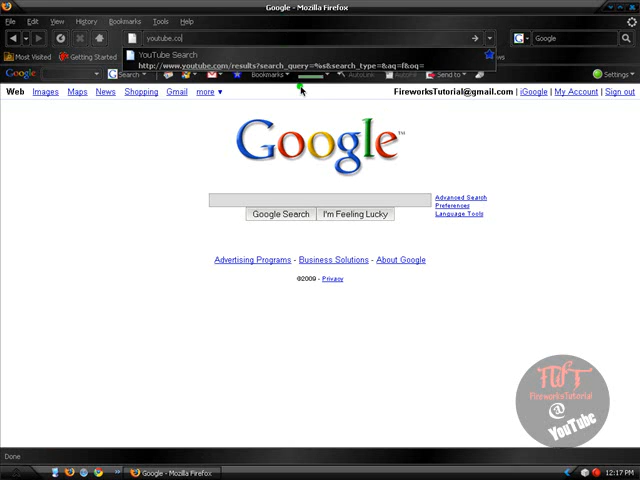 Google - Mozilla Firefox
File Edit View History Bookmarks Tools Help
youtube.co
Google
YouTube Search
http://www.youtube.com/results?search_query=%s&search_type=&aq=f&oq=
Most Visited Getting Started
Google Search Bookmarks AutoLink Send to Settings
Web Images Maps News Shopping Gmail more ▼
FireworksTutorial@gmail.com | iGoogle | My Account | Sign out
Google™
Advanced Search
Preferences
Language Tools
Google Search I'm Feeling Lucky
Advertising Programs - Business Solutions - About Google
©2009 - Privacy
FWT
FireworksTutorial
@
YouTube
Done
Google - Mozilla Firefox
12:17 PM